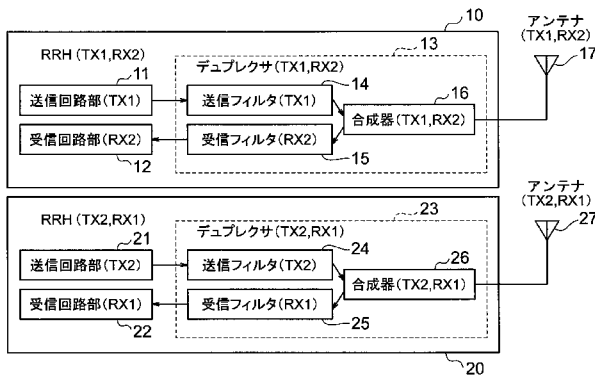 10
アンテナ
(TX1,RX2)
17
RRH(TX1,RX2)
13
デュプレクサ(TX1,RX2)
11
14
16
送信回路部(TX1)
送信フィルタ(TX1)
合成器(TX1,RX2)
受信回路部(RX2)
受信フィルタ(RX2)
12
15
アンテナ
(TX2,RX1)
27
RRH(TX2,RX1)
23
デュプレクサ(TX2,RX1)
21
24
26
送信回路部(TX2)
送信フィルタ(TX2)
合成器(TX2,RX1)
受信回路部(RX1)
受信フィルタ(RX1)
22
25
20